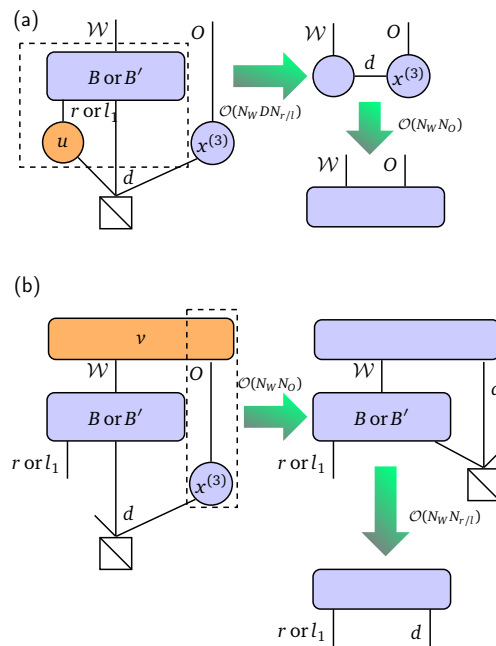 (a)
𝒲 O
B or B′
r or l₁
u
x⁽³⁾
d
𝒪(N_W D N_{r/l})
𝒲 O
d
x⁽³⁾
𝒪(N_W N_O)
𝒲 O
(b)
v
𝒲 O
B or B′
r or l₁
x⁽³⁾
d
𝒪(N_W N_O)
𝒲
d
B or B′
r or l₁
𝒪(N_W N_{r/l})
r or l₁ d